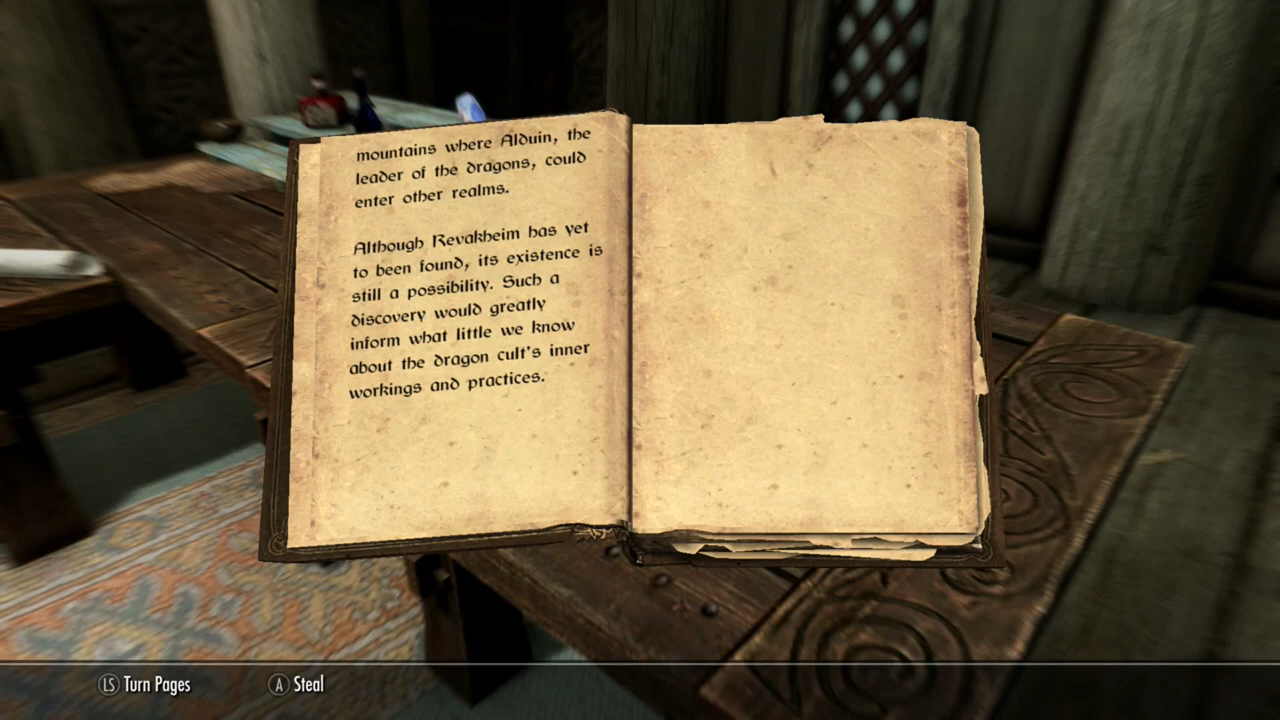 mountains where Alduin, the
leader of the dragons, could
enter other realms.
Although Revakheim has yet
to been found, its existence is
still a possibility. Such a
discovery would greatly
inform what little we know
about the dragon cult's inner
workings and practices.
LS Turn Pages
A Steal